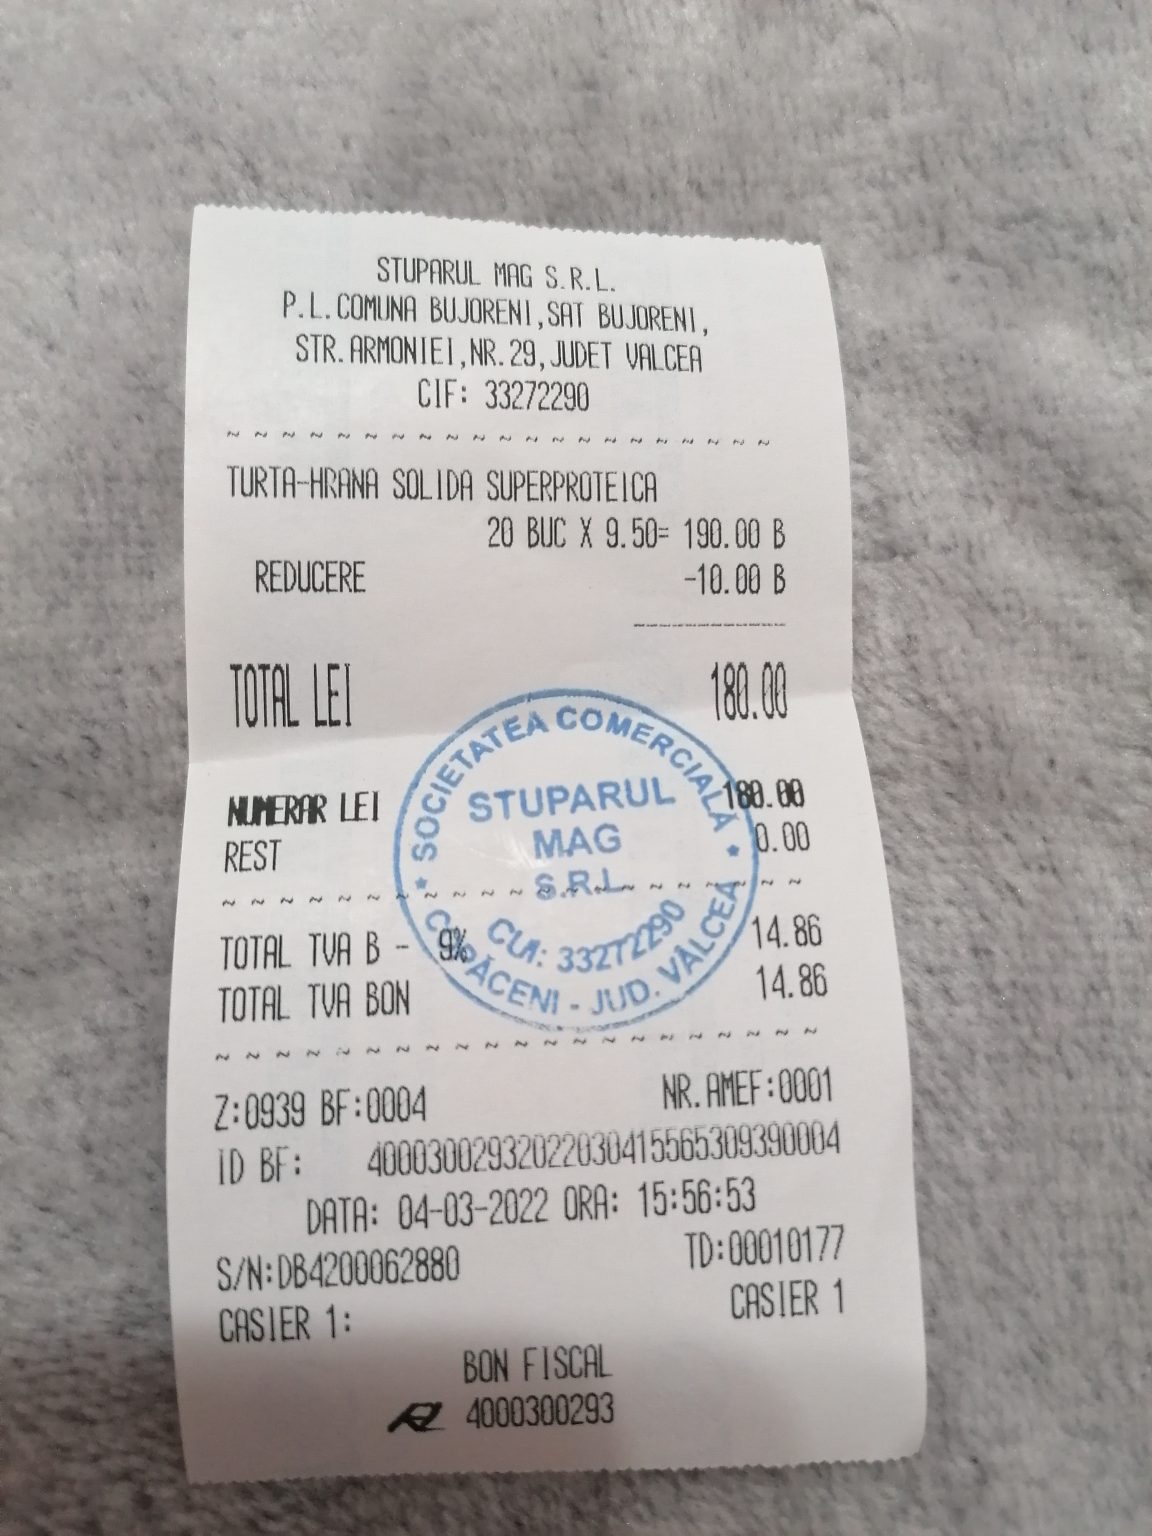 STUPARUL MAG S.R.L.
P.L.COMUNA BUJORENI,SAT BUJORENI,
STR.ARMONIEI,NR.29,JUDET VALCEA
CIF: 33272290
~ ~ ~ ~ ~ ~ ~ ~ ~ ~ ~ ~ ~ ~ ~ ~ ~ ~ ~ ~
TURTA-HRANA SOLIDA SUPERPROTEICA
20 BUC X 9.50= 190.00 B
REDUCERE -10.00 B
TOTAL LEI 180.00
NUMERAR LEI 180.00
REST 0.00
SOCIETATEA COMERCIALĂ
STUPARUL
MAG
S.R.L.
CUI: 33272290
COPĂCENI - JUD. VÂLCEA
~ ~ ~ ~ ~ ~ ~ ~ ~ ~ ~ ~ ~ ~ ~ ~ ~ ~ ~ ~
TOTAL TVA B - 9% 14.86
TOTAL TVA BON 14.86
~ ~ ~ ~ ~ ~ ~ ~ ~ ~ ~ ~ ~ ~ ~ ~ ~ ~ ~ ~
Z:0939 BF:0004 NR.AMEF:0001
ID BF: 40003002932022030415565309390004
DATA: 04-03-2022 ORA: 15:56:53
S/N:DB4200062880 TD:00010177
CASIER 1: CASIER 1
BON FISCAL
4000300293